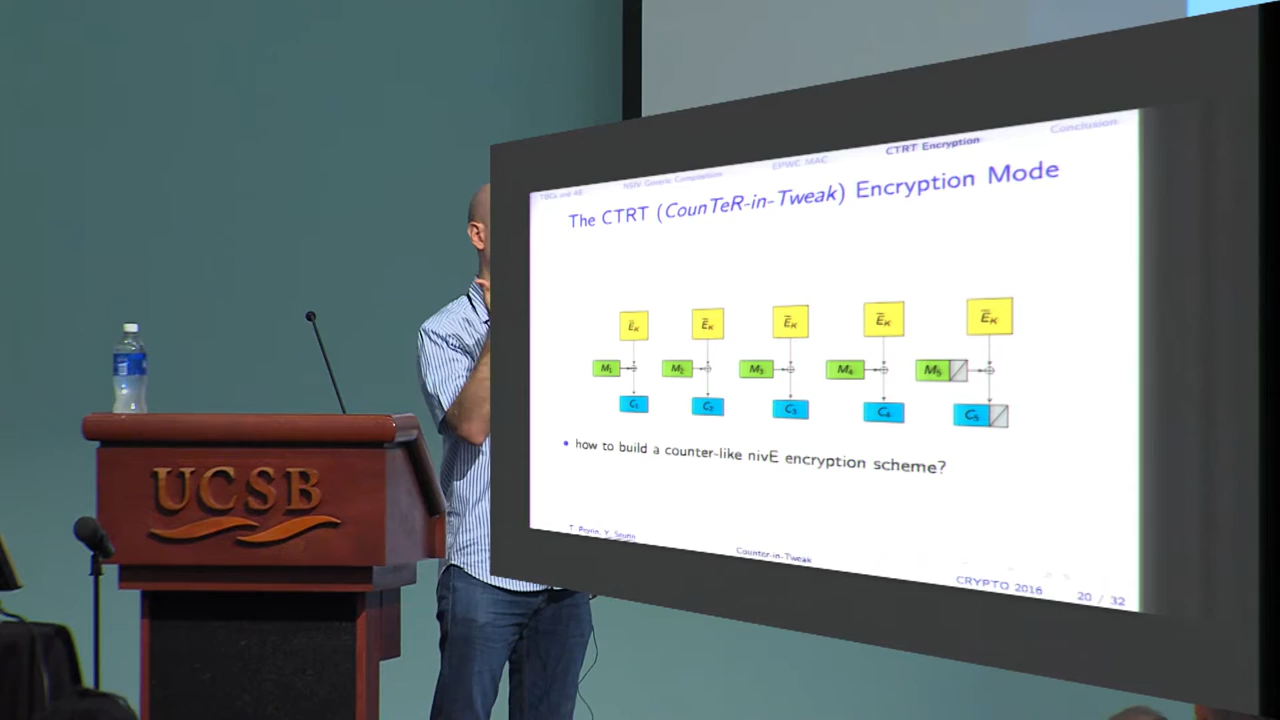 TBCs and AE NSIV Generic Composition EPWC MAC CTRT Encryption Conclusion
The CTRT (CounTeR-in-Tweak) Encryption Mode
Ẽ_K Ẽ_K Ẽ_K Ẽ_K Ẽ_K
M₁ M₂ M₃ M₄ M₅
C₁ C₂ C₃ C₄ C₅
• how to build a counter-like nivE encryption scheme?
T. Peyrin, Y. Seurin Counter-in-Tweak CRYPTO 2016 20 / 32
UCSB